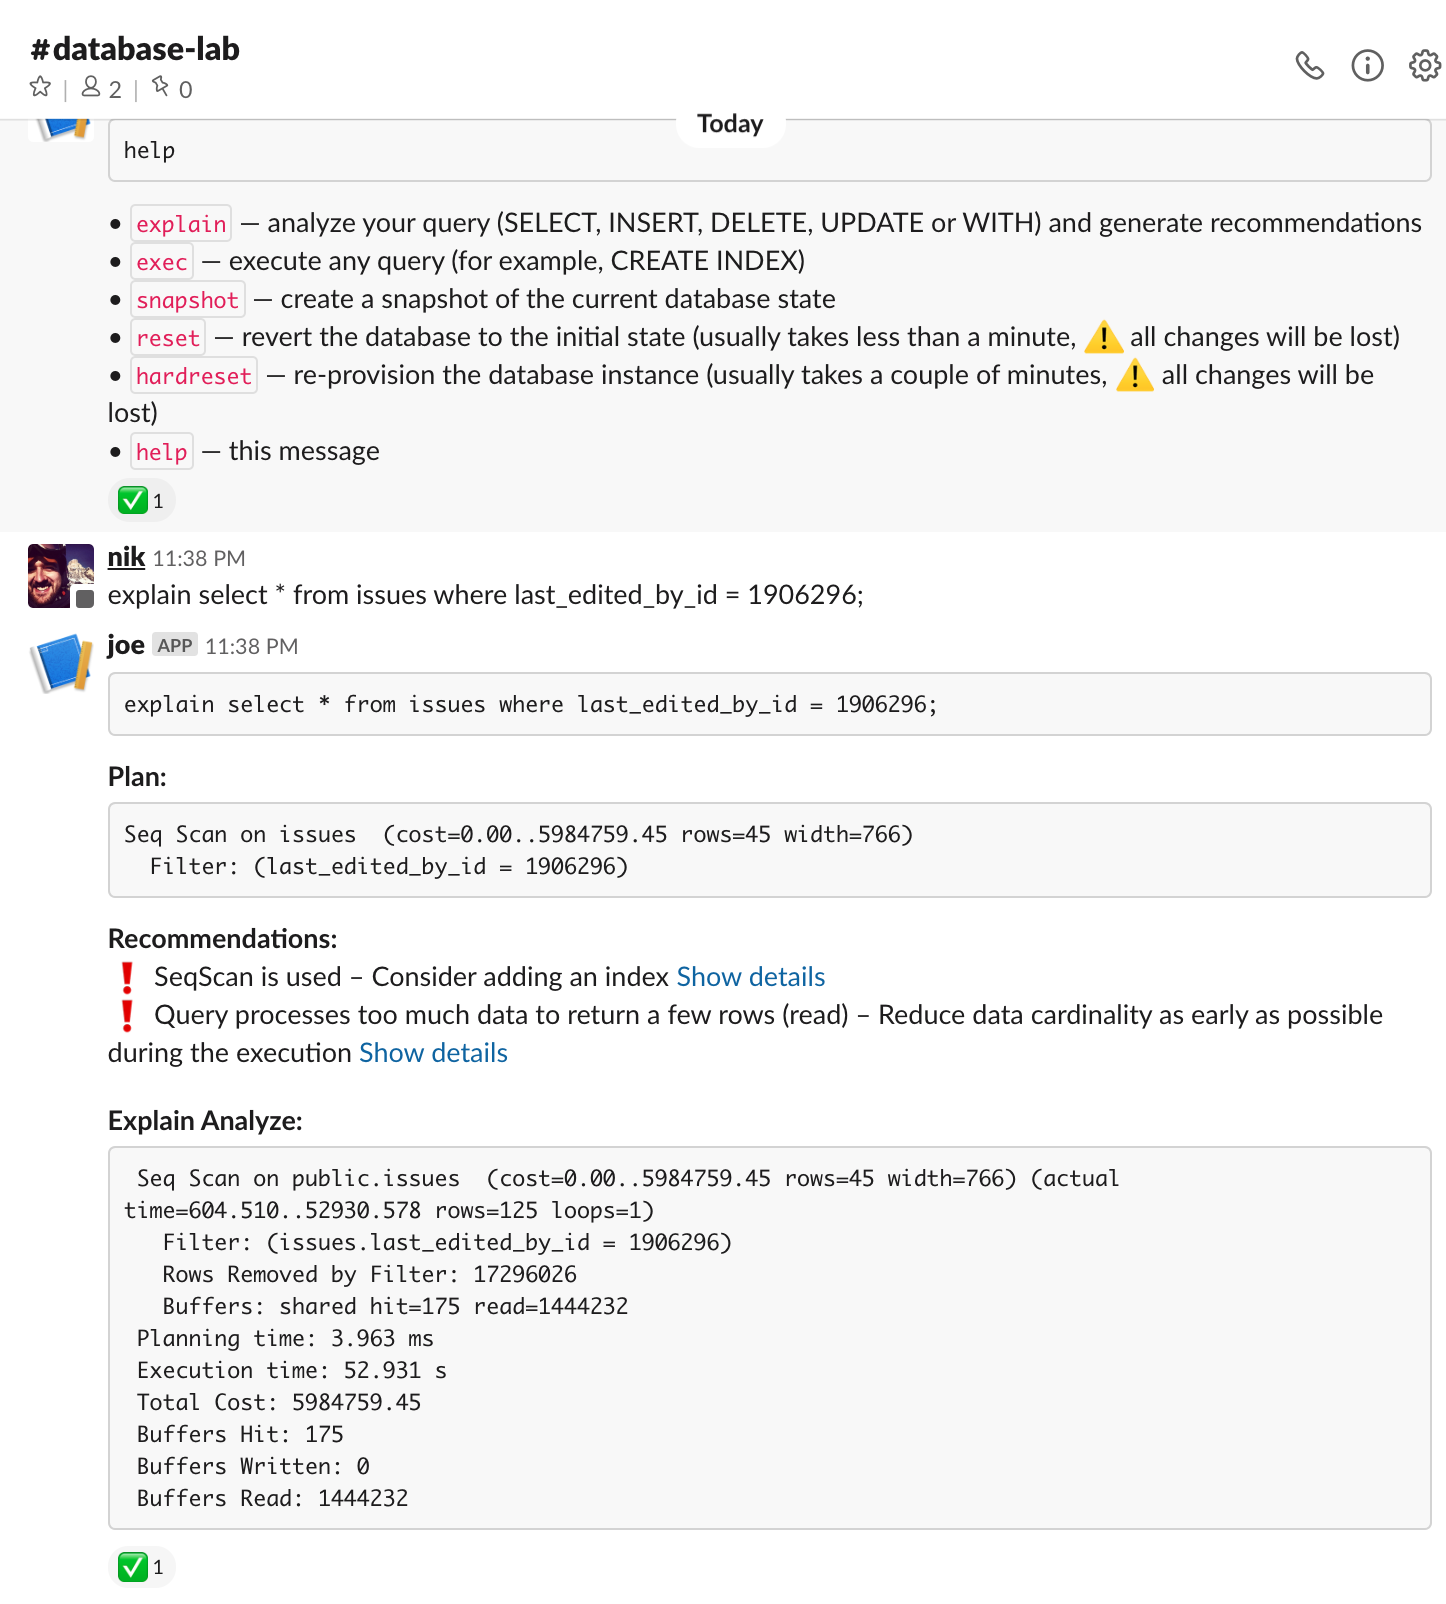 #database-lab
2 | 0
Today
help
• explain — analyze your query (SELECT, INSERT, DELETE, UPDATE or WITH) and generate recommendations
• exec — execute any query (for example, CREATE INDEX)
• snapshot — create a snapshot of the current database state
• reset — revert the database to the initial state (usually takes less than a minute, ⚠️ all changes will be lost)
• hardreset — re-provision the database instance (usually takes a couple of minutes, ⚠️ all changes will be
lost)
• help — this message
✅ 1
nik 11:38 PM
explain select * from issues where last_edited_by_id = 1906296;
joe APP 11:38 PM
explain select * from issues where last_edited_by_id = 1906296;
Plan:
Seq Scan on issues  (cost=0.00..5984759.45 rows=45 width=766)
  Filter: (last_edited_by_id = 1906296)
Recommendations:
❗ SeqScan is used – Consider adding an index Show details
❗ Query processes too much data to return a few rows (read) – Reduce data cardinality as early as possible
during the execution Show details
Explain Analyze:
 Seq Scan on public.issues  (cost=0.00..5984759.45 rows=45 width=766) (actual
time=604.510..52930.578 rows=125 loops=1)
   Filter: (issues.last_edited_by_id = 1906296)
   Rows Removed by Filter: 17296026
   Buffers: shared hit=175 read=1444232
 Planning time: 3.963 ms
 Execution time: 52.931 s
 Total Cost: 5984759.45
 Buffers Hit: 175
 Buffers Written: 0
 Buffers Read: 1444232
✅ 1